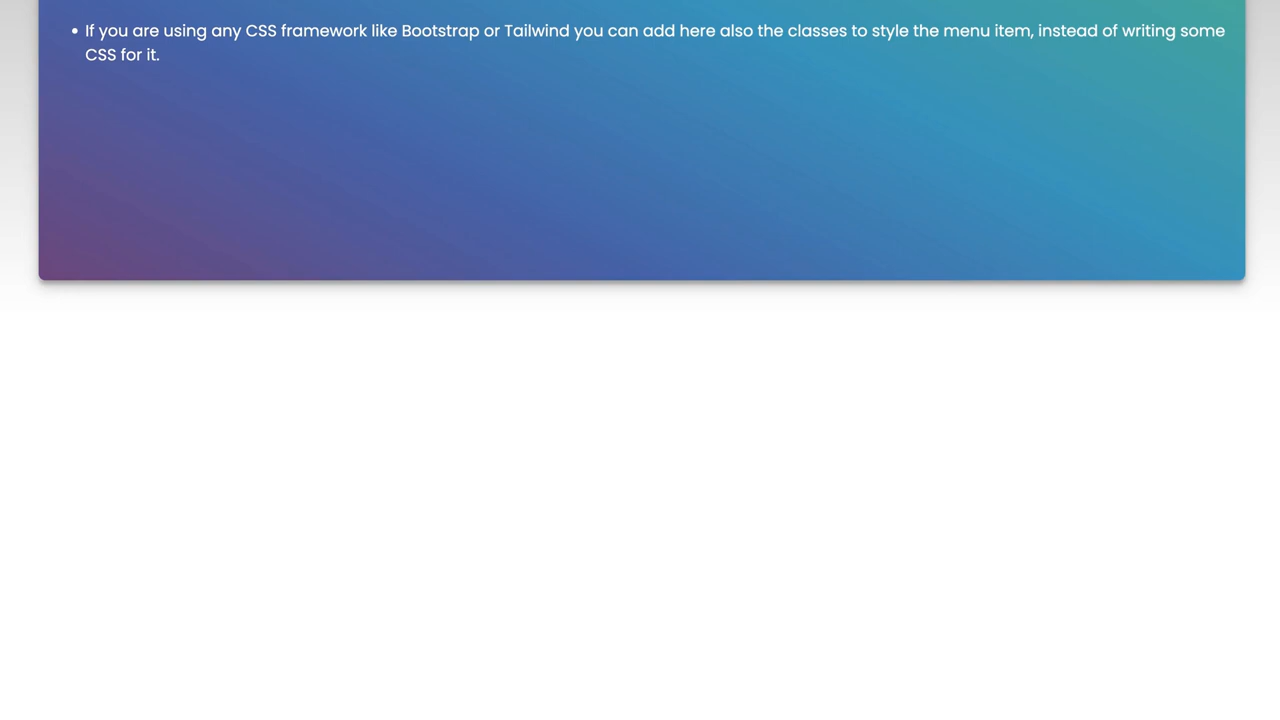 • If you are using any CSS framework like Bootstrap or Tailwind you can add here also the classes to style the menu item, instead of writing some
CSS for it.